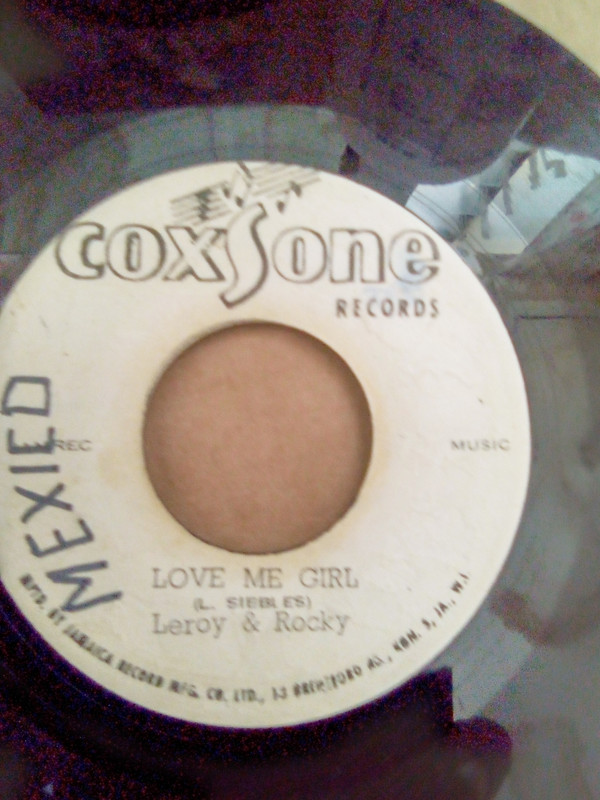 coxsone
RECORDS
REC
MUSIC
MEXIED
LOVE ME GIRL
(L. SIEBLES)
Leroy & Rocky
MFTD. BY JAMAICA RECORD MFG. CO. LTD., 13 BRENTFORD RD., KGN. 5, JA., W.I